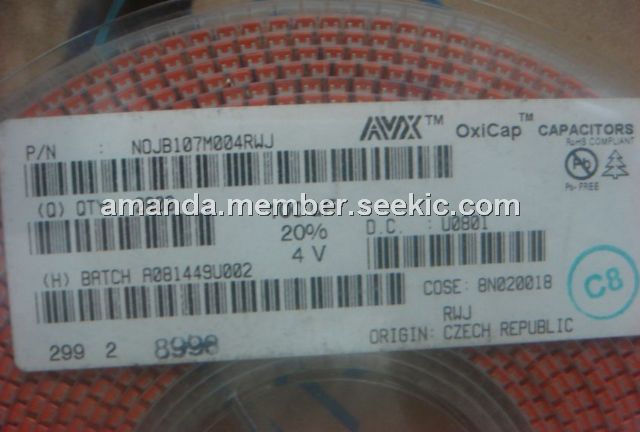 P/N : NOJB107M004RWJ
AVX™ OxiCap™ CAPACITORS
RoHS COMPLIANT
Pb
Pb- FREE
(Q) QTY
amanda.member.seekic.com
20%
4 V
D.C. : U0801
(H) BATCH A081449U002
COSE: 8N020018
C8
RWJ
ORIGIN: CZECH REPUBLIC
299 2 8998